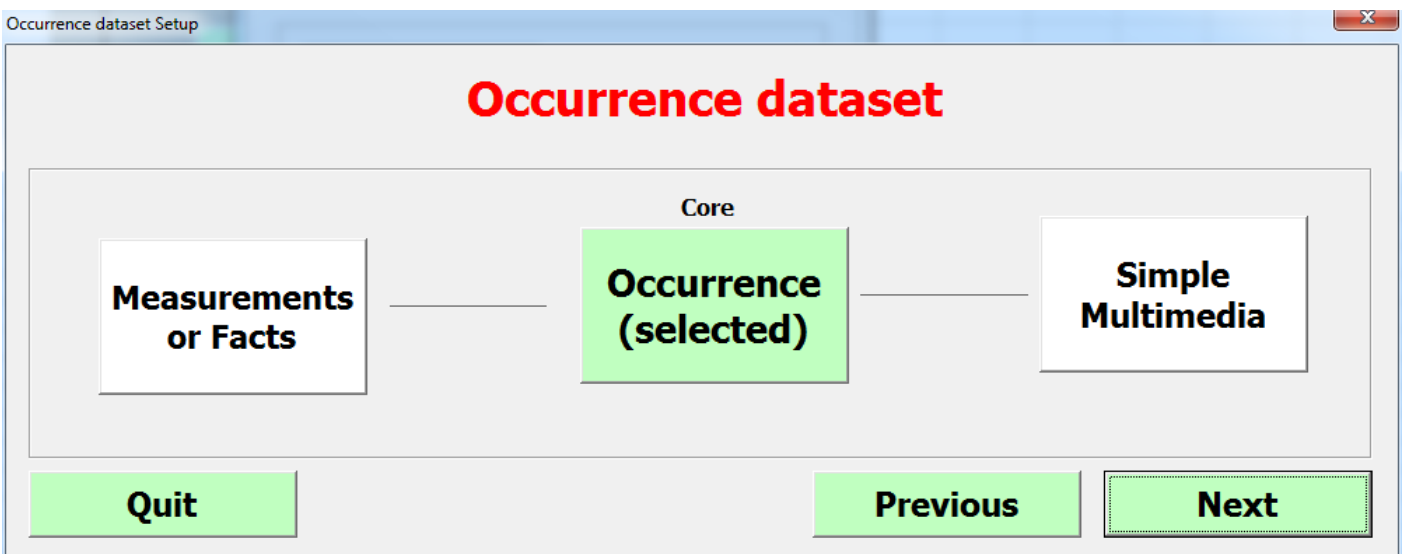 Occurrence dataset Setup
Occurrence dataset
Core
Measurements
or Facts
Occurrence
(selected)
Simple
Multimedia
Quit
Previous
Next